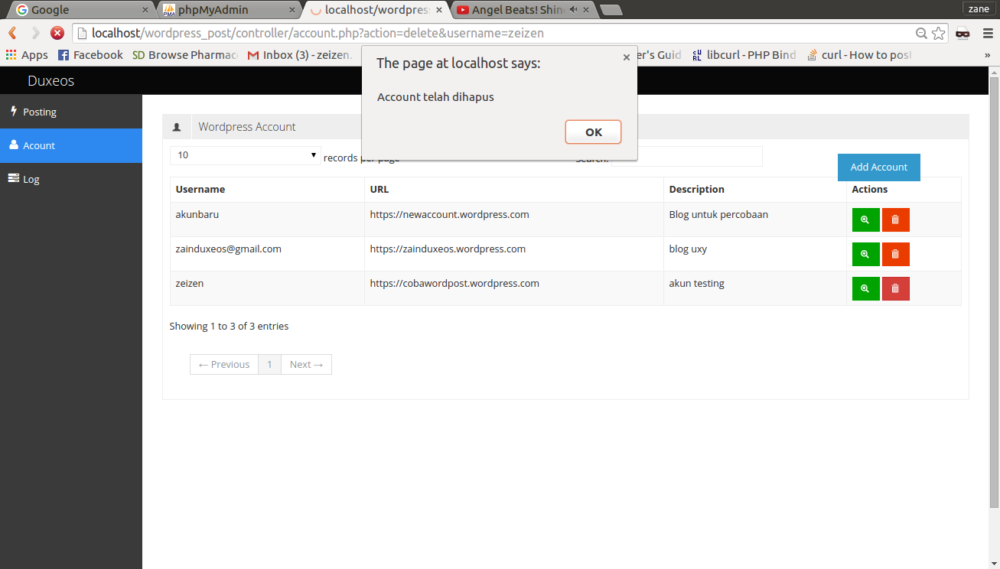 Google
phpMyAdmin
localhost/wordpres
Angel Beats! Shin
zane
localhost/wordpress_post/controller/account.php?action=delete&username=zeizen
Apps
Facebook
SD Browse Pharmac
Inbox (3) - zeizen.
er's Guid
cURL libcurl - PHP Bind
curl - How to post
»
The page at localhost says:
Account telah dihapus
OK
Duxeos
Posting
Acount
Log
Wordpress Account
10 records per page
Search:
Add Account
Username URL Description Actions
akunbaru https://newaccount.wordpress.com Blog untuk percobaan
zainduxeos@gmail.com https://zainduxeos.wordpress.com blog uxy
zeizen https://cobawordpost.wordpress.com akun testing
Showing 1 to 3 of 3 entries
← Previous 1 Next →